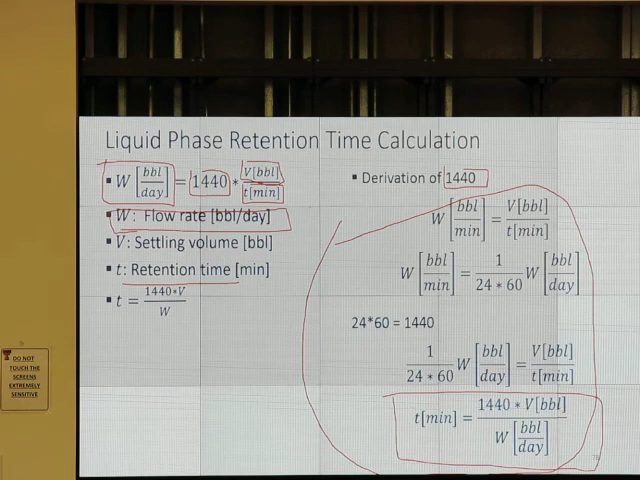 Liquid Phase Retention Time Calculation
▪ W [bbl/day] = 1440 * V[bbl]/t[min]
▪ W: Flow rate [bbl/day]
▪ V: Settling volume [bbl]
▪ t: Retention time [min]
▪ t = 1440*V/W
▪ Derivation of 1440
W [bbl/min] = V[bbl]/t[min]
W [bbl/min] = 1/(24 * 60) W [bbl/day]
24*60 = 1440
1/(24 * 60) W [bbl/day] = V[bbl]/t[min]
t[min] = 1440 * V[bbl]/W [bbl/day]
DO NOT
TOUCH THE
SCREENS
EXTREMELY
SENSITIVE